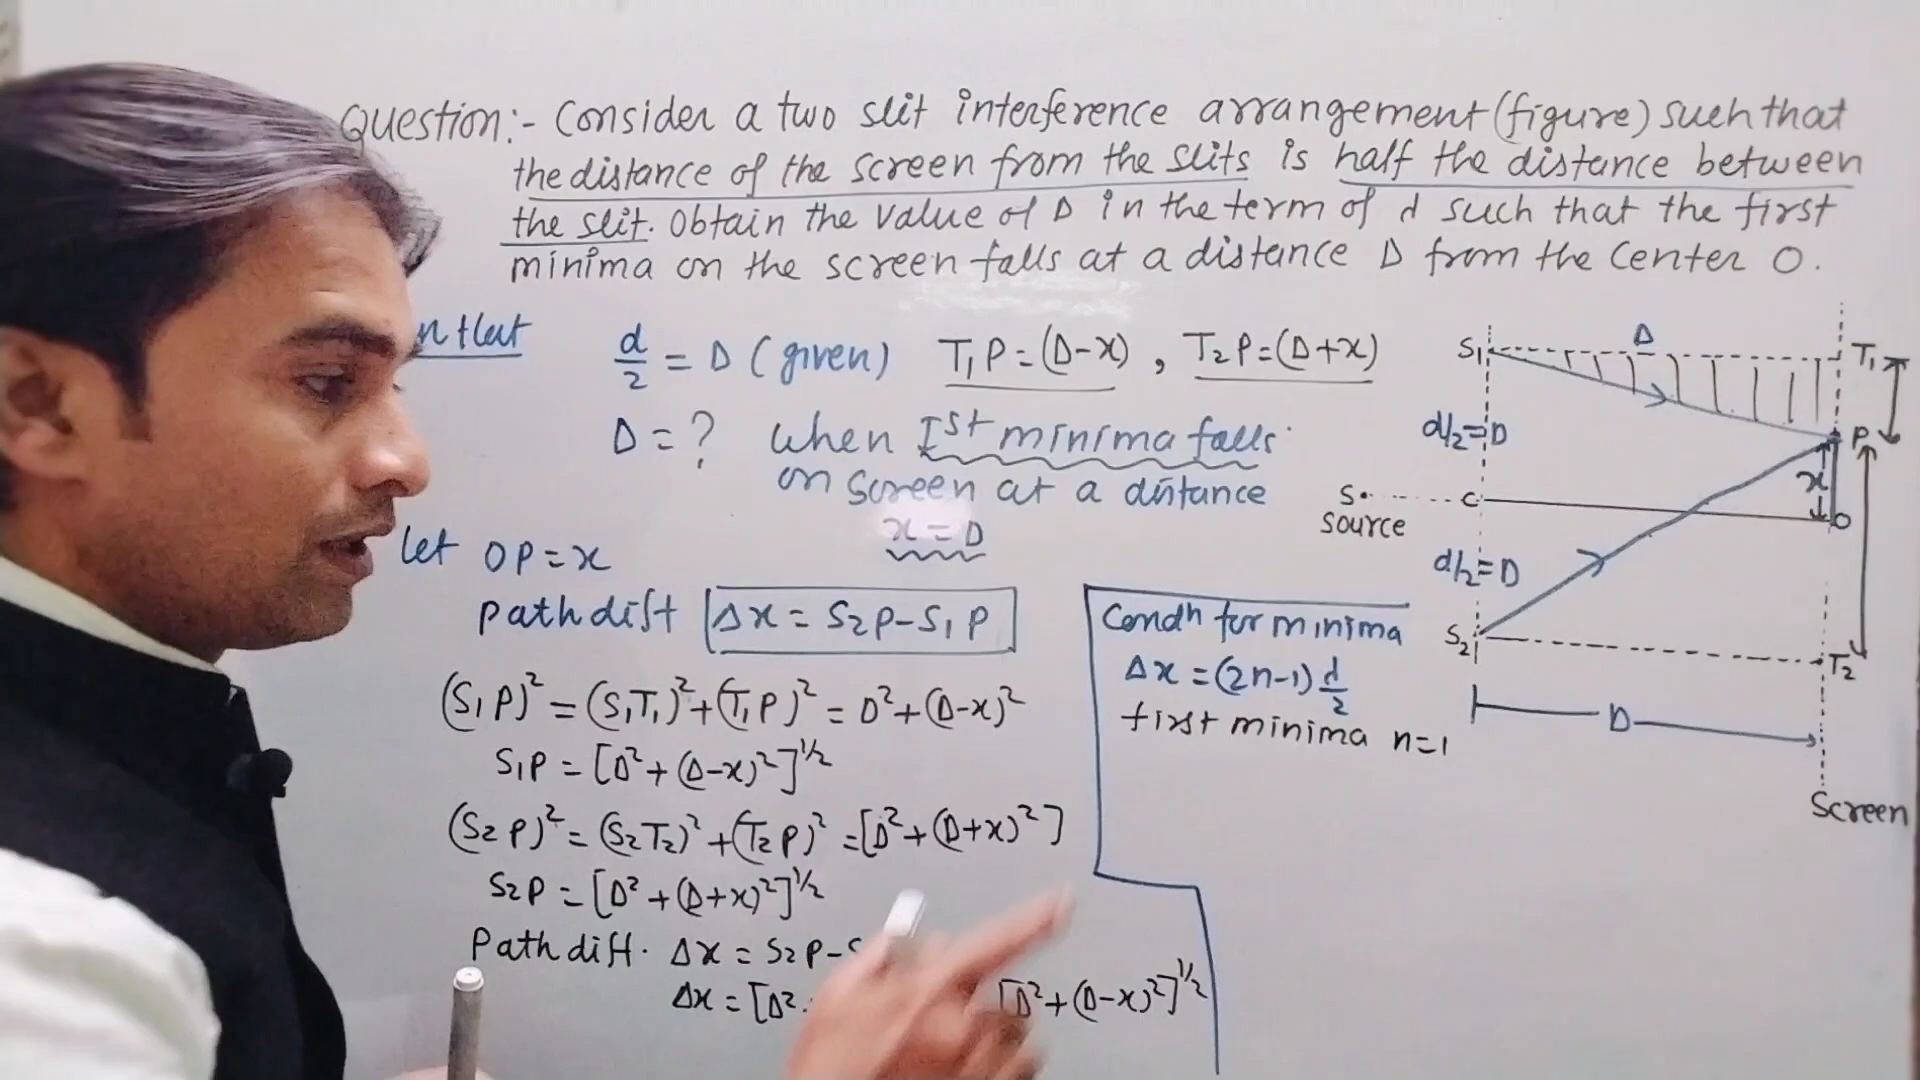 Question:- Consider a two slit interference arrangement (figure) such that
the distance of the screen from the slits is half the distance between
the slit. Obtain the value of D in the term of d such that the first
minima on the screen falls at a distance D from the center O.
d/2 = D (given) T₁P = (D-x) , T₂P = (D+x)
D = ? when Ist minima falls
on screen at a distance
x = D
let OP = x
Path diff Δx = S₂P - S₁P
(S₁P)² = (S₁T₁)² + (T₁P)² = D² + (D-x)²
S₁P = [D² + (D-x)²]^1/2
(S₂P)² = (S₂T₂)² + (T₂P)² = [D² + (D+x)²]
S₂P = [D² + (D+x)²]^1/2
Path diff. Δx = S₂P -
Δx = [D² [D² + (D-x)²]^1/2
Condn for minima
Δx = (2n-1) d/2
first minima n=1
S₁ D T₁
d/2 = D P
x
S C O
source
d/2 = D
S₂ T₂
D
Screen